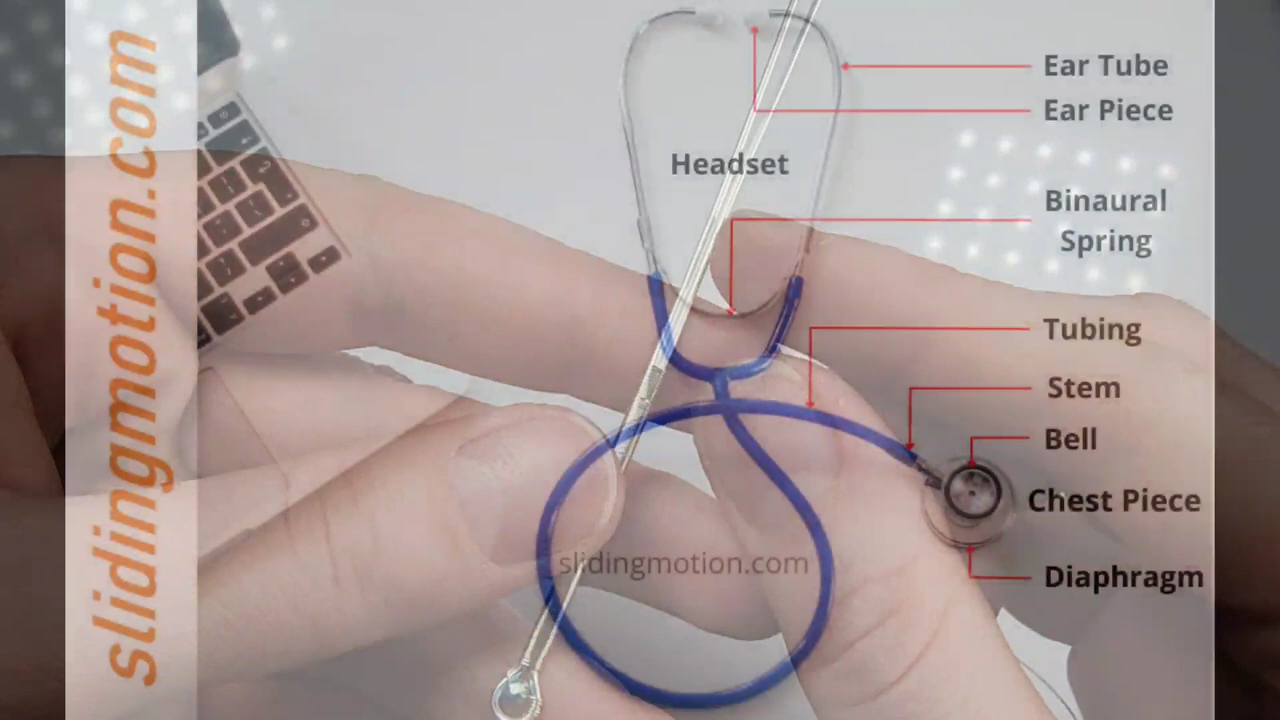 slidingmotion.com
Ear Tube
Ear Piece
Headset
Binaural
Spring
Tubing
Stem
Bell
Chest Piece
Diaphragm
slidingmotion.com